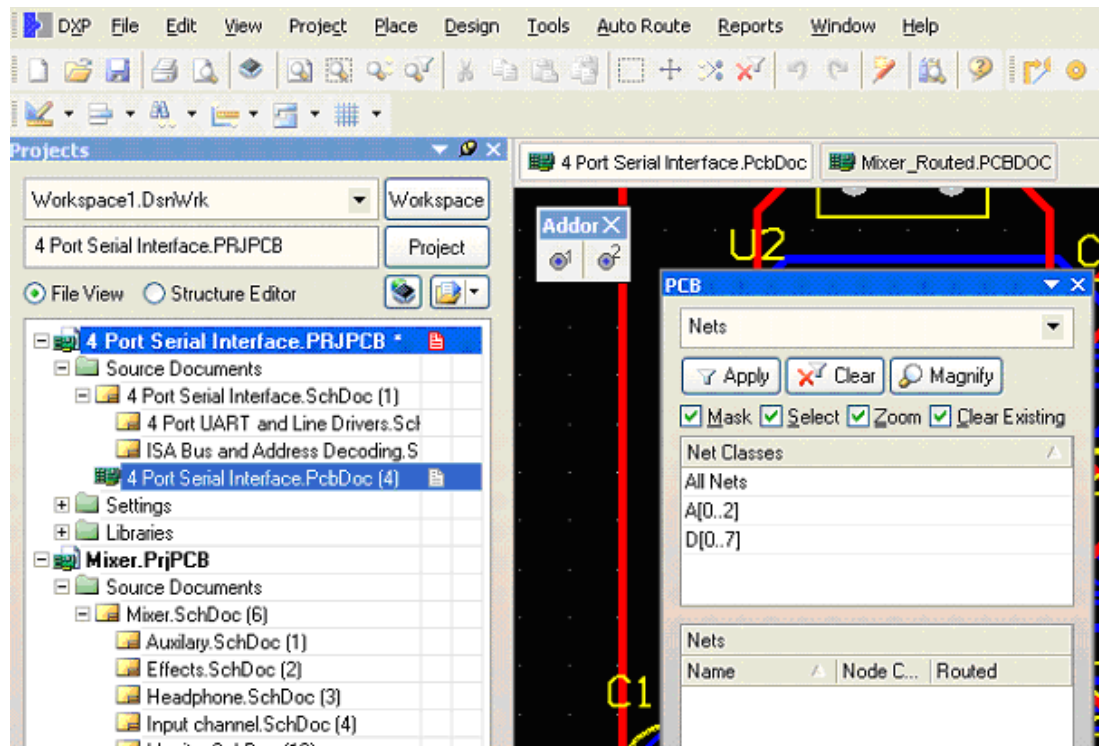 DXP File Edit View Project Place Design Tools Auto Route Reports Window Help
Projects
Workspace1.DsnWrk Workspace
4 Port Serial Interface.PRJPCB Project
File View Structure Editor
4 Port Serial Interface.PRJPCB *
Source Documents
4 Port Serial Interface.SchDoc (1)
4 Port UART and Line Drivers.Scl
ISA Bus and Address Decoding.S
4 Port Serial Interface.PcbDoc (4)
Settings
Libraries
Mixer.PrjPCB
Source Documents
Mixer.SchDoc (6)
Auxilary.SchDoc (1)
Effects.SchDoc (2)
Headphone.SchDoc (3)
Input channel.SchDoc (4)
4 Port Serial Interface.PcbDoc Mixer_Routed.PCBDOC
Addor
1 2
U2
C
C1
PCB
Nets
Apply Clear Magnify
Mask Select Zoom Clear Existing
Net Classes
All Nets
A[0..2]
D[0..7]
Nets
Name Node C... Routed